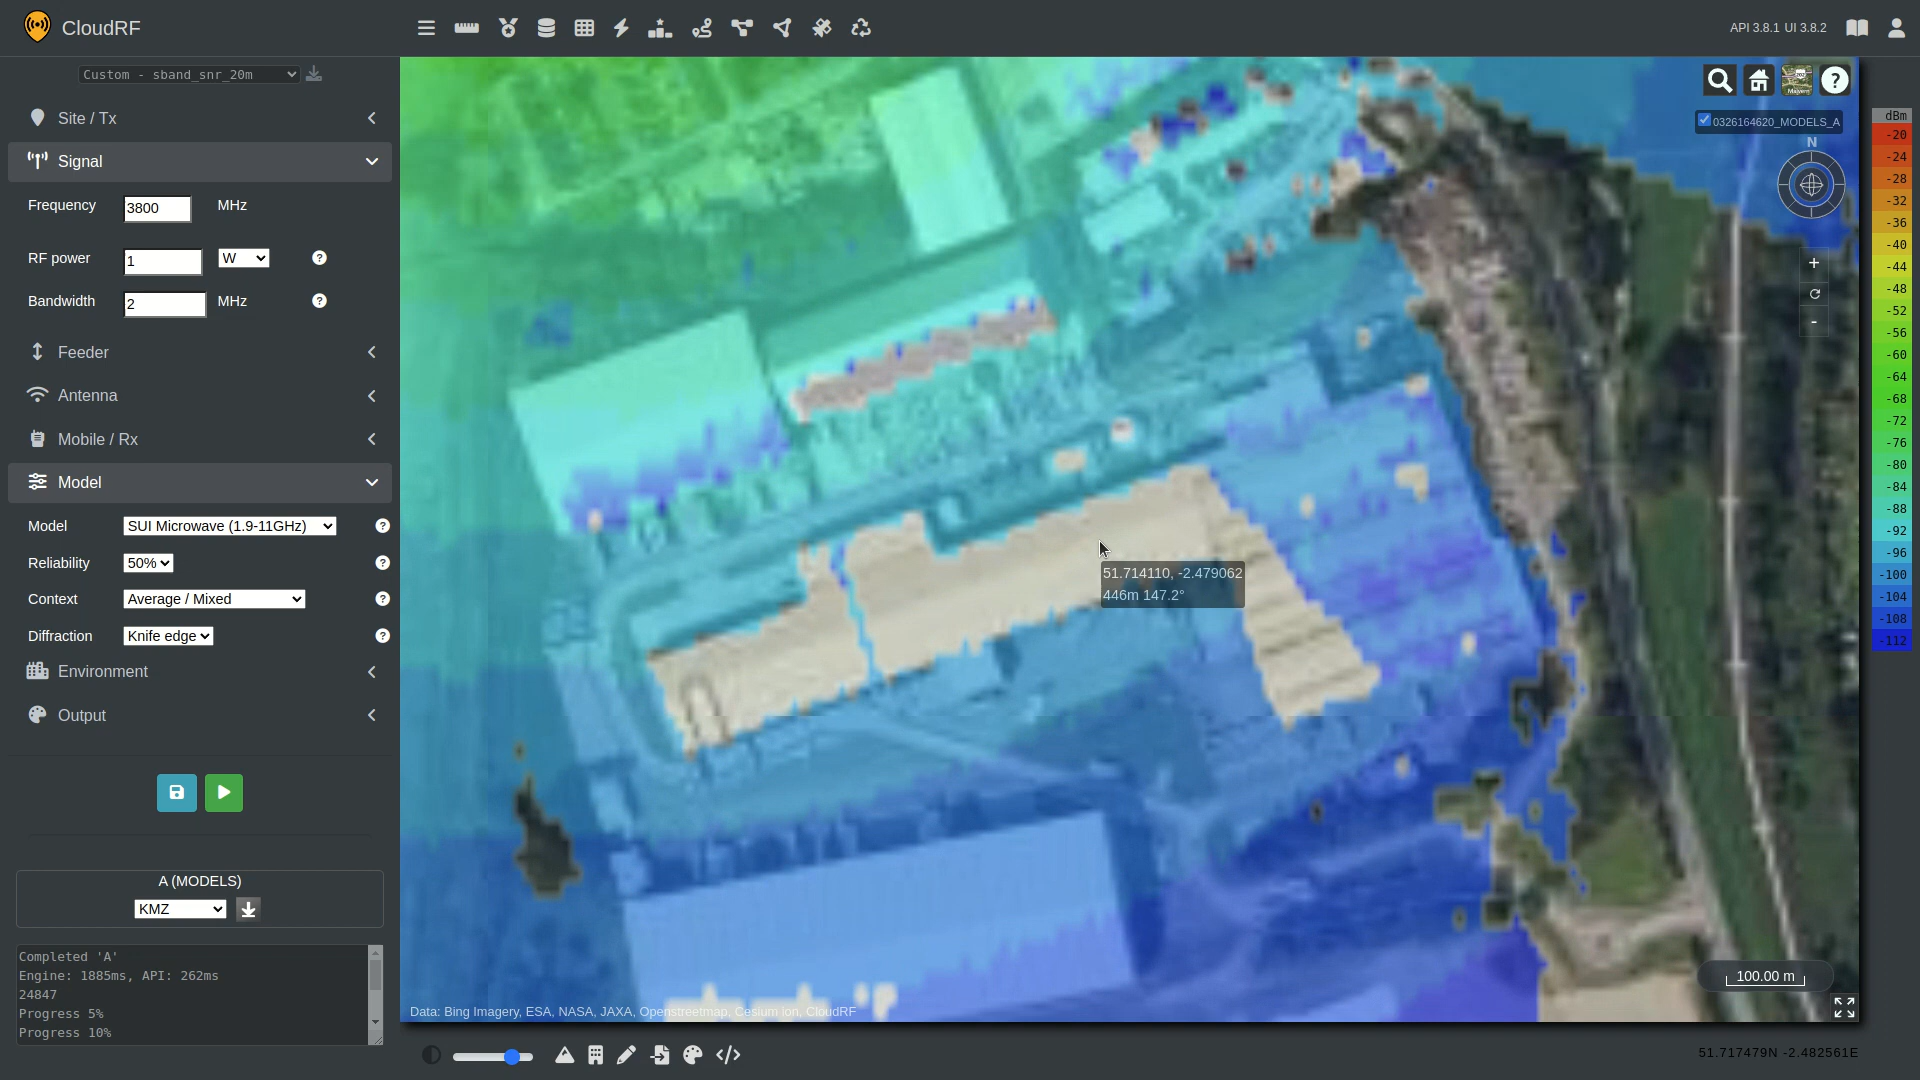 CloudRF
API 3.8.1 UI 3.8.2
Custom - sband_snr_20m
Site / Tx
Signal
Frequency 3800 MHz
RF power 1 W ?
Bandwidth 2 MHz ?
Feeder
Antenna
Mobile / Rx
Model
Model SUI Microwave (1.9-11GHz) ?
Reliability 50% ?
Context Average / Mixed ?
Diffraction Knife edge ?
Environment
Output
A (MODELS)
KMZ
Completed 'A'
Engine: 1885ms, API: 262ms
24847
Progress 5%
Progress 10%
?
0326164620_MODELS_A
N
+
-
51.714110, -2.479062
446m 147.2°
100.00 m
Data: Bing Imagery, ESA, NASA, JAXA, Openstreetmap, Cesium ion, CloudRF
51.717479N -2.482561E
dBm
-20
-24
-28
-32
-36
-40
-44
-48
-52
-56
-60
-64
-68
-72
-76
-80
-84
-88
-92
-96
-100
-104
-108
-112